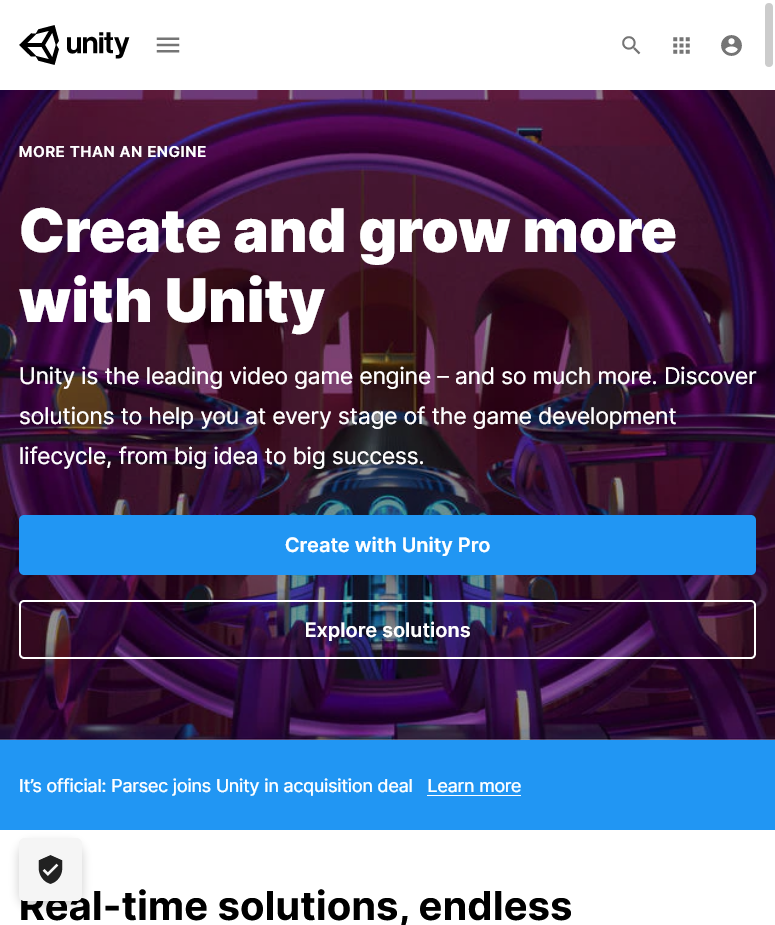 unity
MORE THAN AN ENGINE
Create and grow more
with Unity
Unity is the leading video game engine – and so much more. Discover
solutions to help you at every stage of the game development
lifecycle, from big idea to big success.
Create with Unity Pro
Explore solutions
It’s official: Parsec joins Unity in acquisition deal Learn more
Real-time solutions, endless